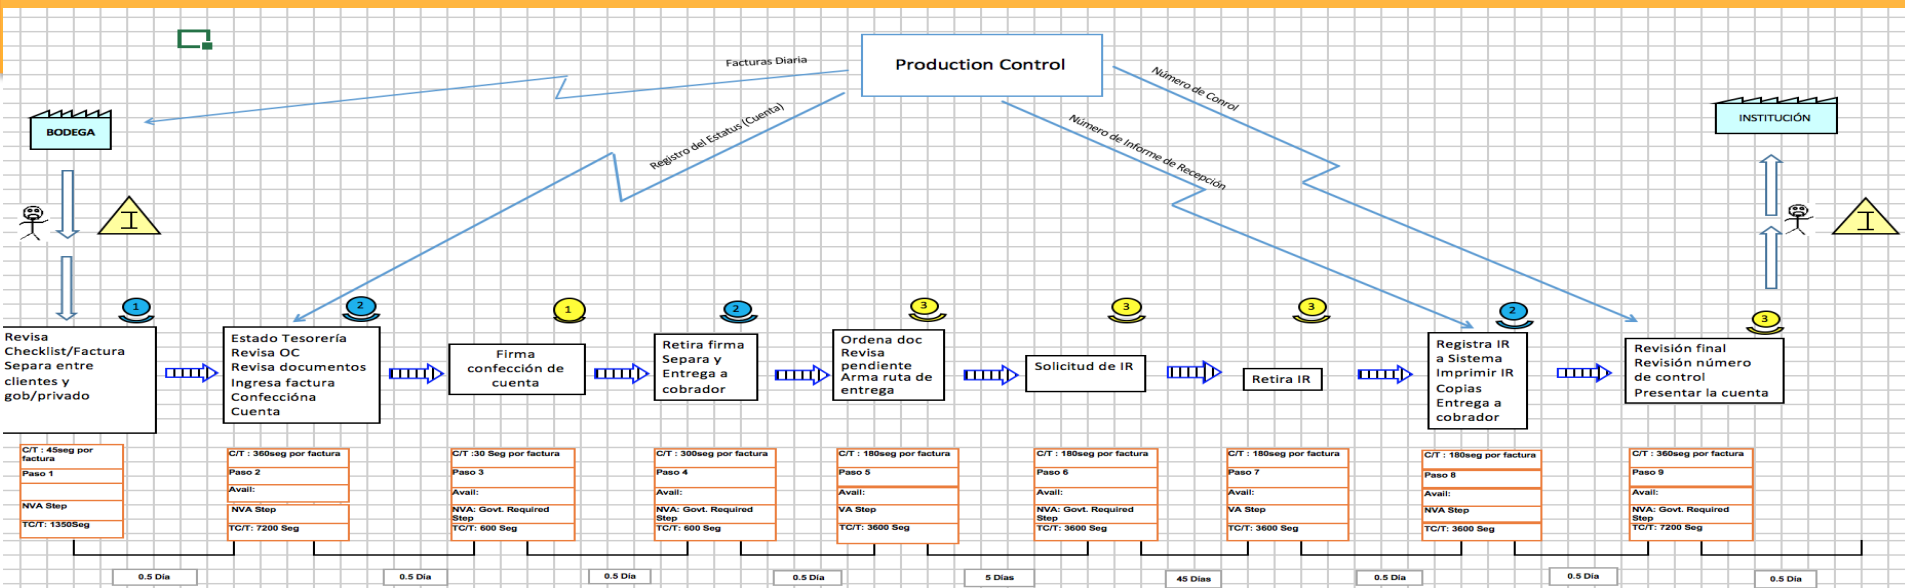 Production Control
Facturas Diaria
Registro del Estatus (Cuenta)
Número de Conrol
Número de Informe de Recepción
BODEGA
INSTITUCIÓN
I
I
1
2
1
2
3
3
3
2
3
Revisa
Checklist/Factura
Separa entre
clientes y
gob/privado
Estado Tesorería
Revisa OC
Revisa documentos
Ingresa factura
Confeccióna
Cuenta
Firma
confección de
cuenta
Retira firma
Separa y
Entrega a
cobrador
Ordena doc
Revisa
pendiente
Arma ruta de
entrega
Solicitud de IR
Retira IR
Registra IR
a Sistema
Imprimir IR
Copias
Entrega a
cobrador
Revisión final
Revisión número
de control
Presentar la cuenta
C/T : 45seg por
factura
Paso 1
NVA Step
TC/T: 1350Seg
C/T : 360seg por factura
Paso 2
Avail:
NVA Step
TC/T: 7200 Seg
C/T :30 Seg por factura
Paso 3
Avail:
NVA: Govt. Required
Step
TC/T: 600 Seg
C/T : 300seg por factura
Paso 4
Avail:
NVA: Govt. Required
Step
TC/T: 600 Seg
C/T : 180seg por factura
Paso 5
Avail:
VA Step
TC/T: 3600 Seg
C/T : 180seg por factura
Paso 6
Avail:
NVA: Govt. Required
Step
TC/T: 3600 Seg
C/T : 180seg por factura
Paso 7
Avail:
VA Step
TC/T: 3600 Seg
C/T : 180seg por factura
Paso 8
Avail:
NVA Step
TC/T: 3600 Seg
C/T : 360seg por factura
Paso 9
Avail:
NVA: Govt. Required
Step
TC/T: 7200 Seg
0.5 Día
0.5 Día
0.5 Día
0.5 Día
5 Días
45 Días
0.5 Día
0.5 Día
0.5 Día